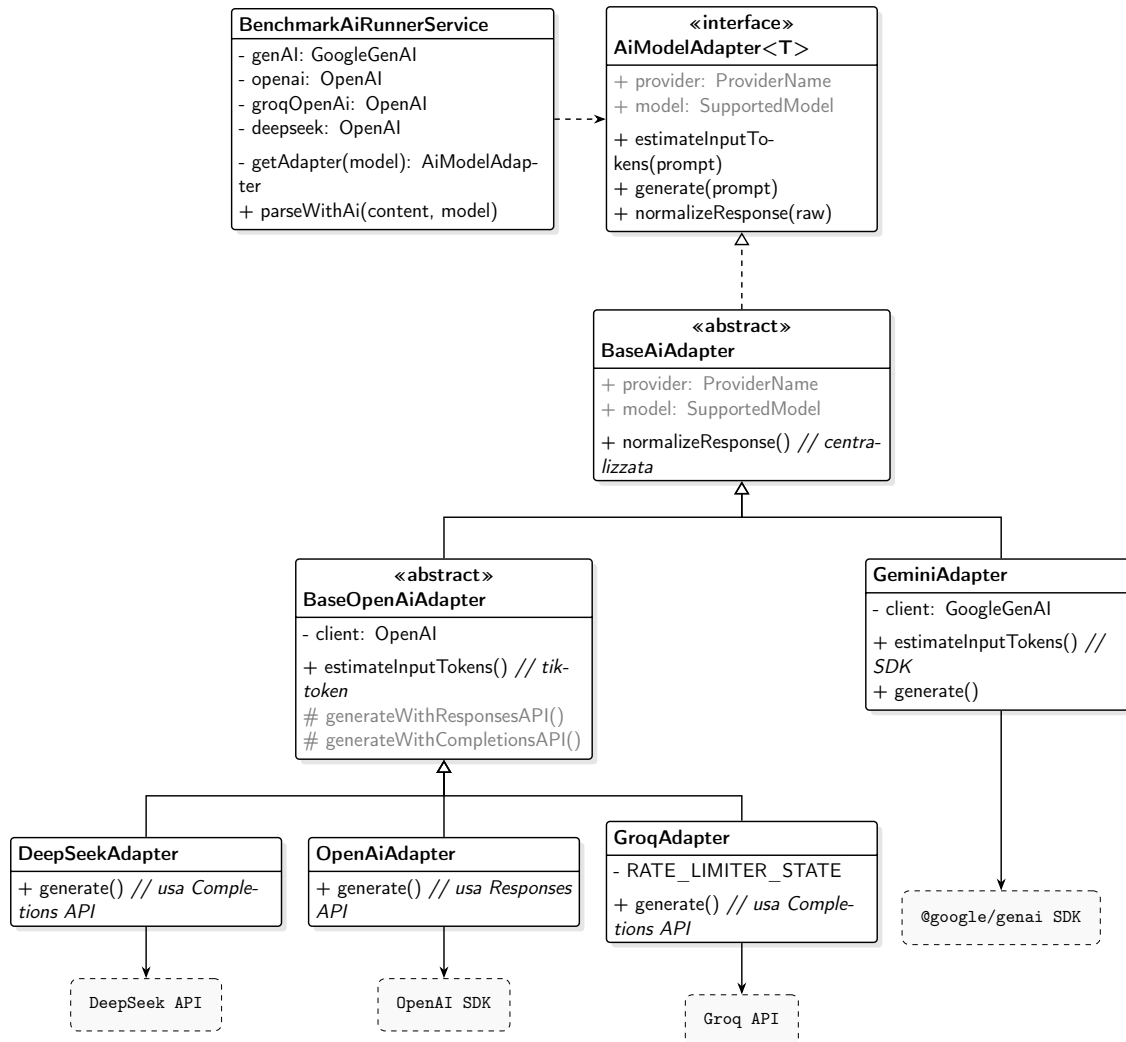 BenchmarkAiRunnerService
- genAI: GoogleGenAI
- openai: OpenAI
- groqOpenAi: OpenAI
- deepseek: OpenAI
- getAdapter(model): AiModelAdap-
ter
+ parseWithAi(content, model)
«interface»
AiModelAdapter<T>
+ provider: ProviderName
+ model: SupportedModel
+ estimateInputTo-
kens(prompt)
+ generate(prompt)
+ normalizeResponse(raw)
«abstract»
BaseAiAdapter
+ provider: ProviderName
+ model: SupportedModel
+ normalizeResponse() // centra-
lizzata
«abstract»
BaseOpenAiAdapter
- client: OpenAI
+ estimateInputTokens() // tik-
token
# generateWithResponsesAPI()
# generateWithCompletionsAPI()
GeminiAdapter
- client: GoogleGenAI
+ estimateInputTokens() //
SDK
+ generate()
DeepSeekAdapter
+ generate() // usa Comple-
tions API
OpenAiAdapter
+ generate() // usa Responses
API
GroqAdapter
- RATE_LIMITER_STATE
+ generate() // usa Comple-
tions API
@google/genai SDK
DeepSeek API
OpenAI SDK
Groq API